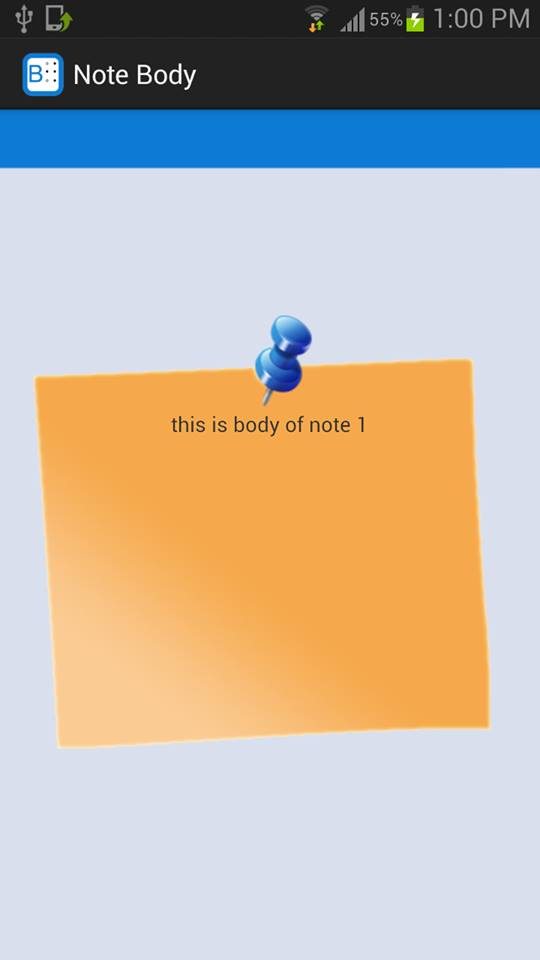 55% 1:00 PM
B Note Body
this is body of note 1